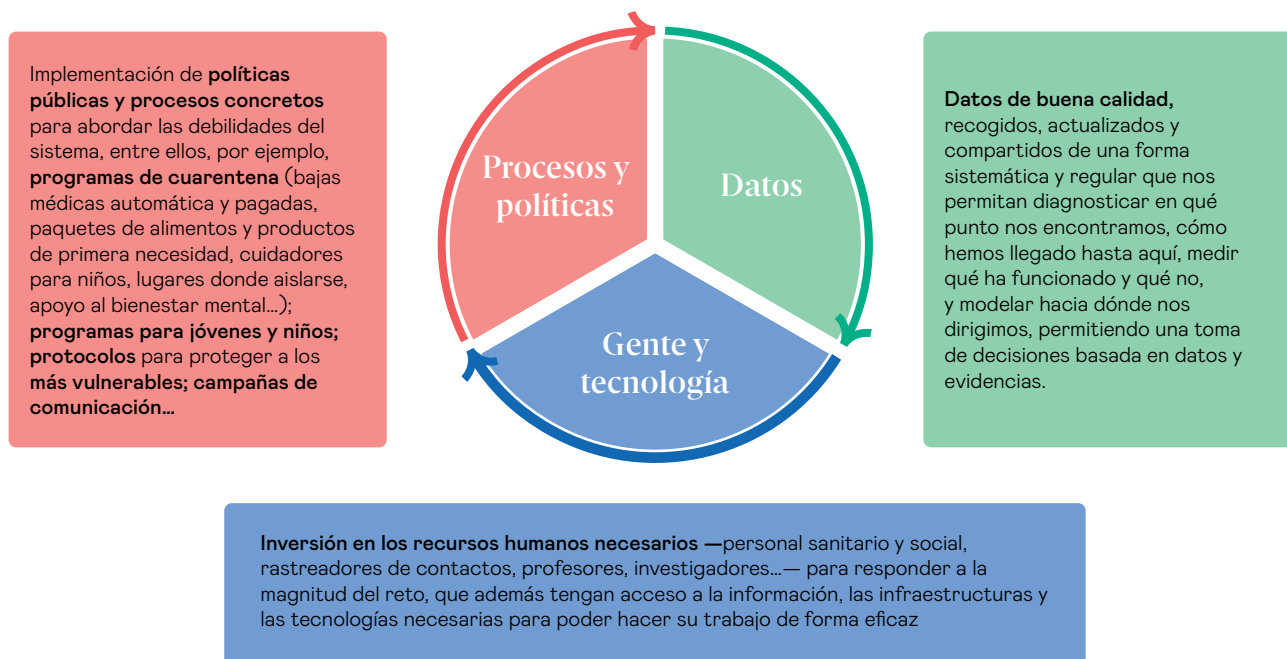 Implementación de políticas
públicas y procesos concretos
para abordar las debilidades del
sistema, entre ellos, por ejemplo,
programas de cuarentena (bajas
médicas automática y pagadas,
paquetes de alimentos y productos
de primera necesidad, cuidadores
para niños, lugares donde aislarse,
apoyo al bienestar mental…);
programas para jóvenes y niños;
protocolos para proteger a los
más vulnerables; campañas de
comunicación…
Procesos y
políticas
Datos
Gente y
tecnología
Datos de buena calidad,
recogidos, actualizados y
compartidos de una forma
sistemática y regular que nos
permitan diagnosticar en qué
punto nos encontramos, cómo
hemos llegado hasta aquí, medir
qué ha funcionado y qué no,
y modelar hacia dónde nos
dirigimos, permitiendo una toma
de decisiones basada en datos y
evidencias.
Inversión en los recursos humanos necesarios —personal sanitario y social,
rastreadores de contactos, profesores, investigadores…— para responder a la
magnitud del reto, que además tengan acceso a la información, las infraestructuras y
las tecnologías necesarias para poder hacer su trabajo de forma eficaz